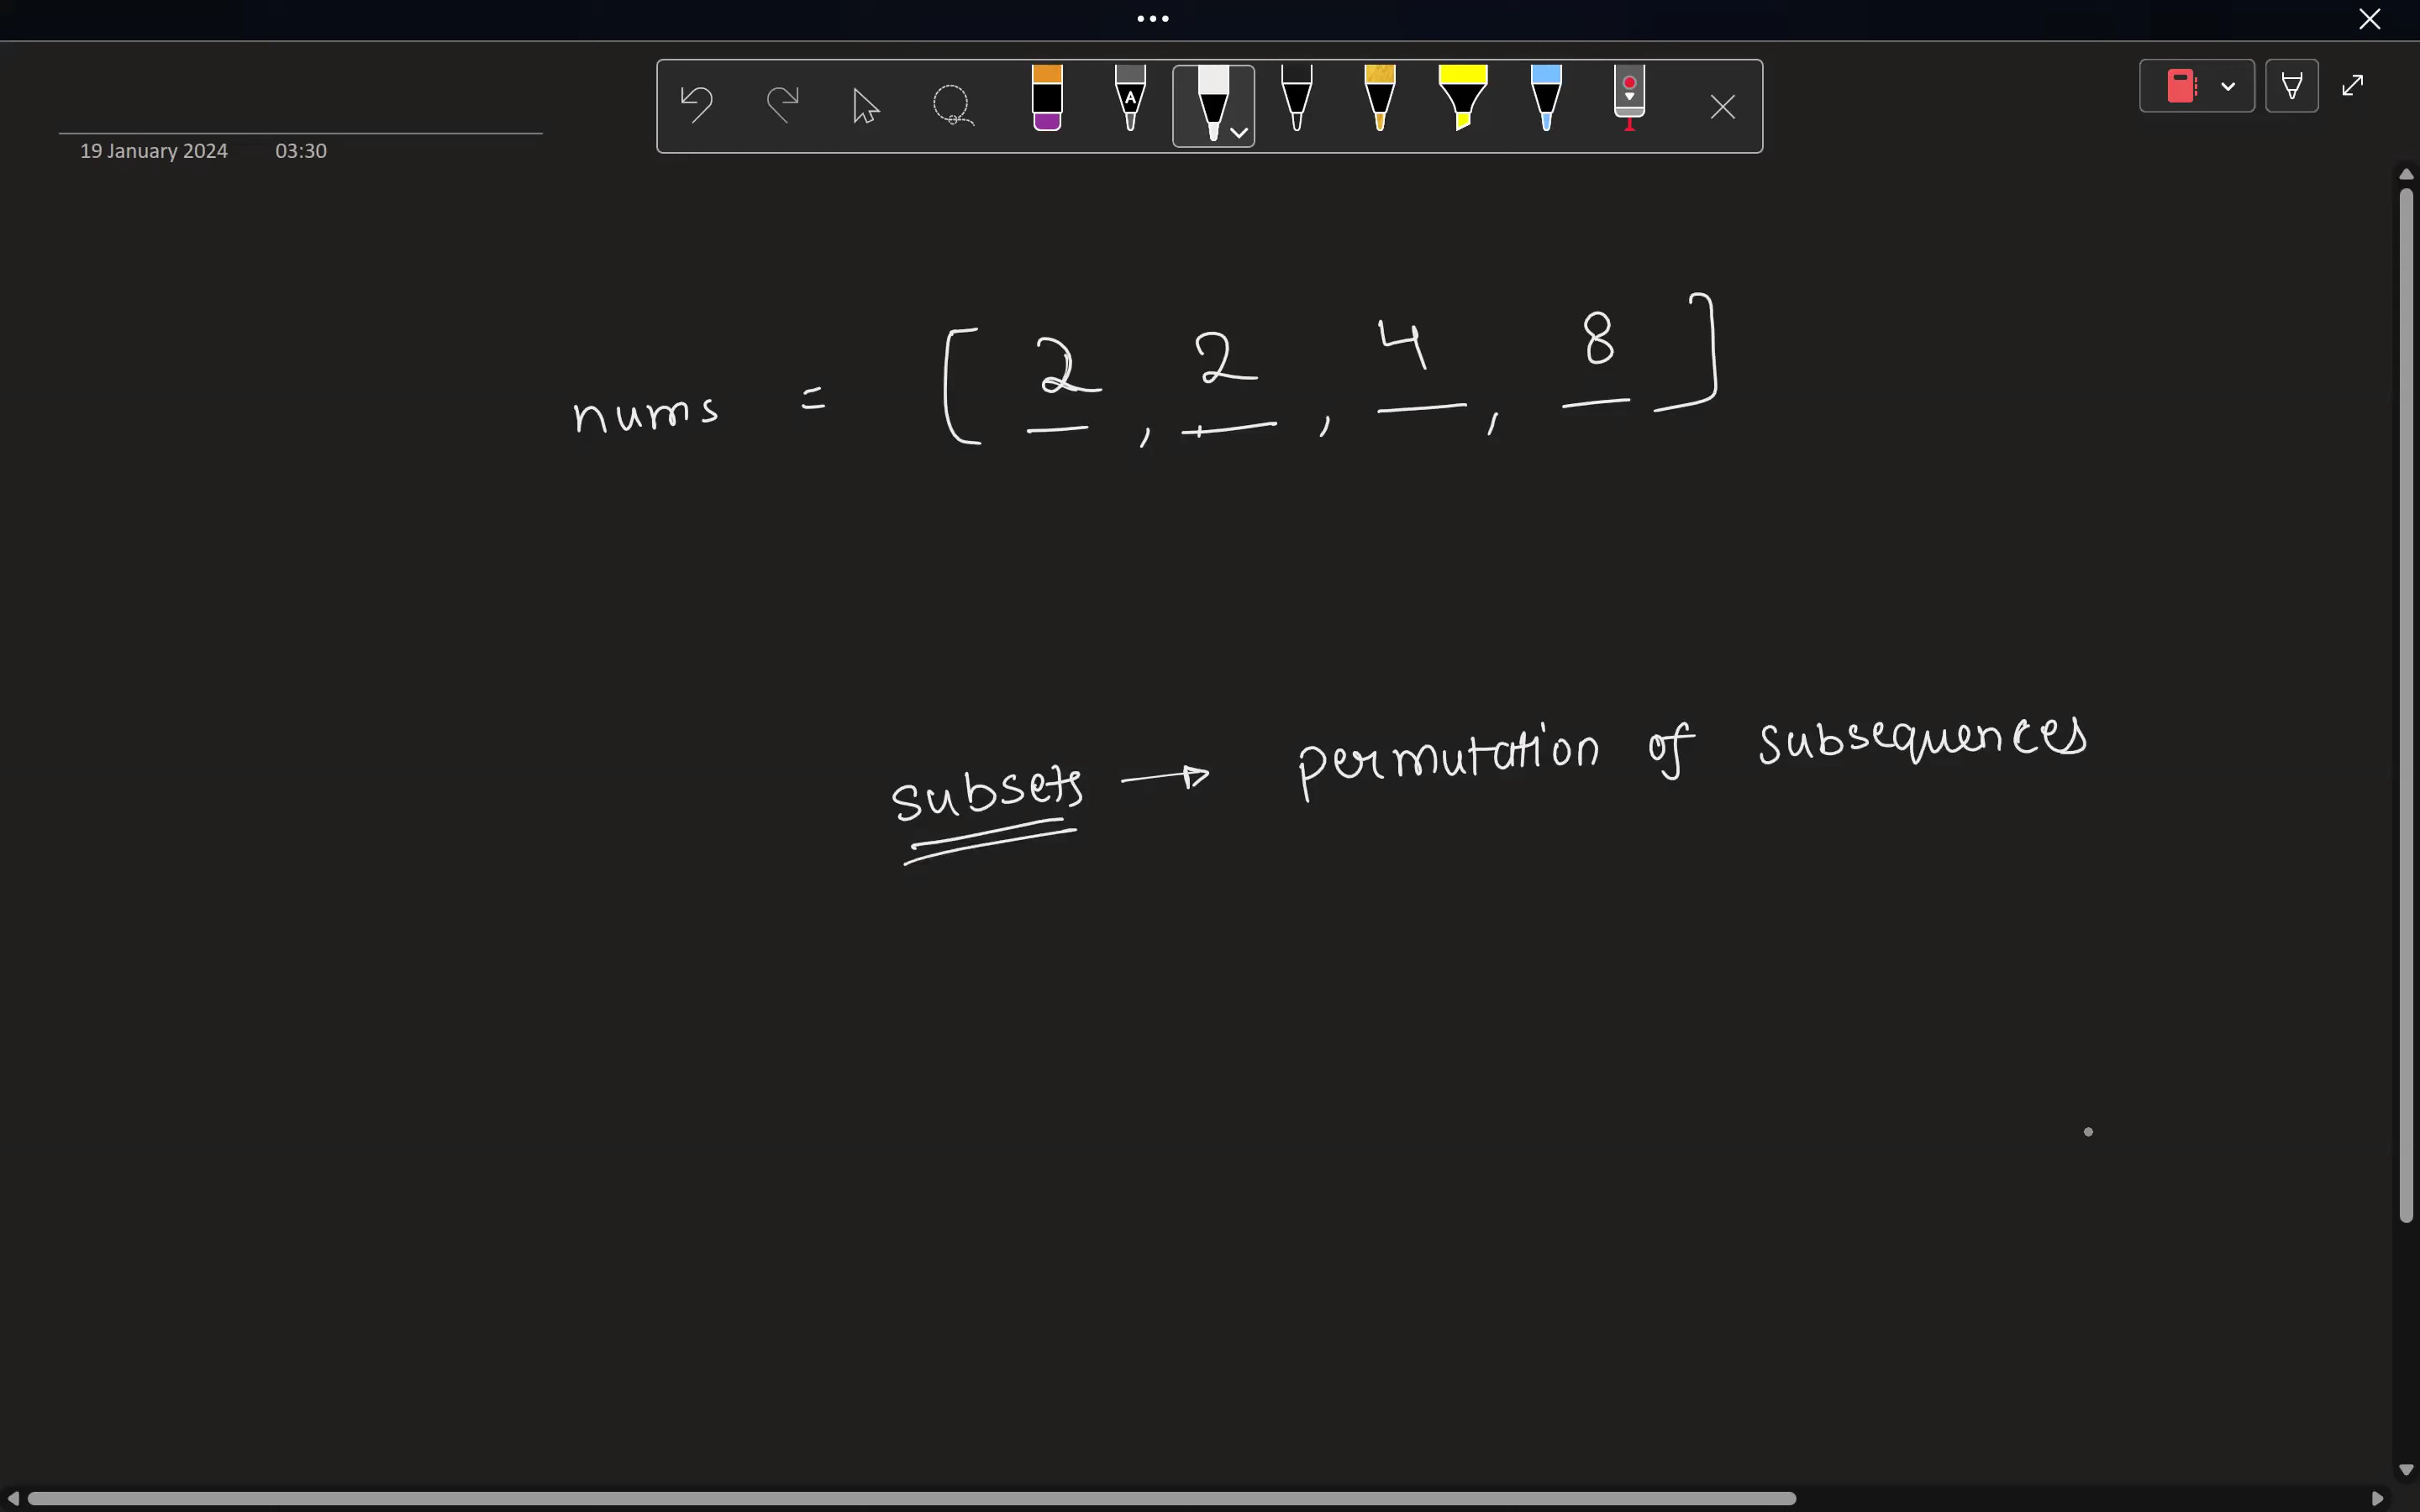 19 January 2024 03:30
nums = [ 2 , 2 , 4 , 8 ]
subsets → permutation of subsequences